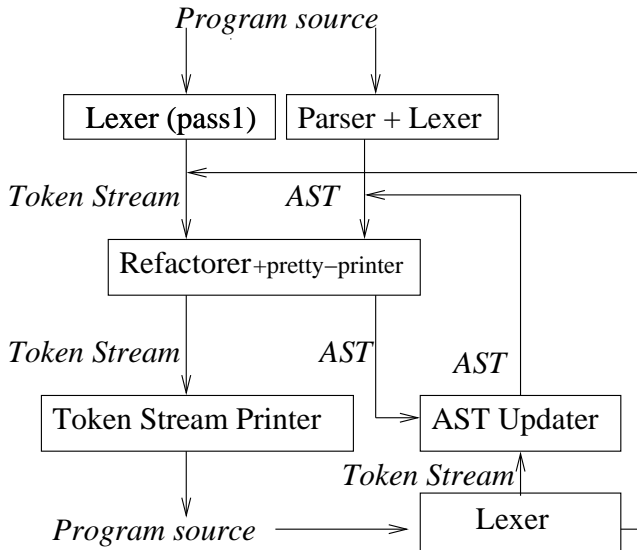 Program source
Lexer (pass1)
Parser + Lexer
Token Stream
AST
Refactorer+pretty−printer
Token Stream
AST
AST
Token Stream Printer
AST Updater
Token Stream
Program source
Lexer